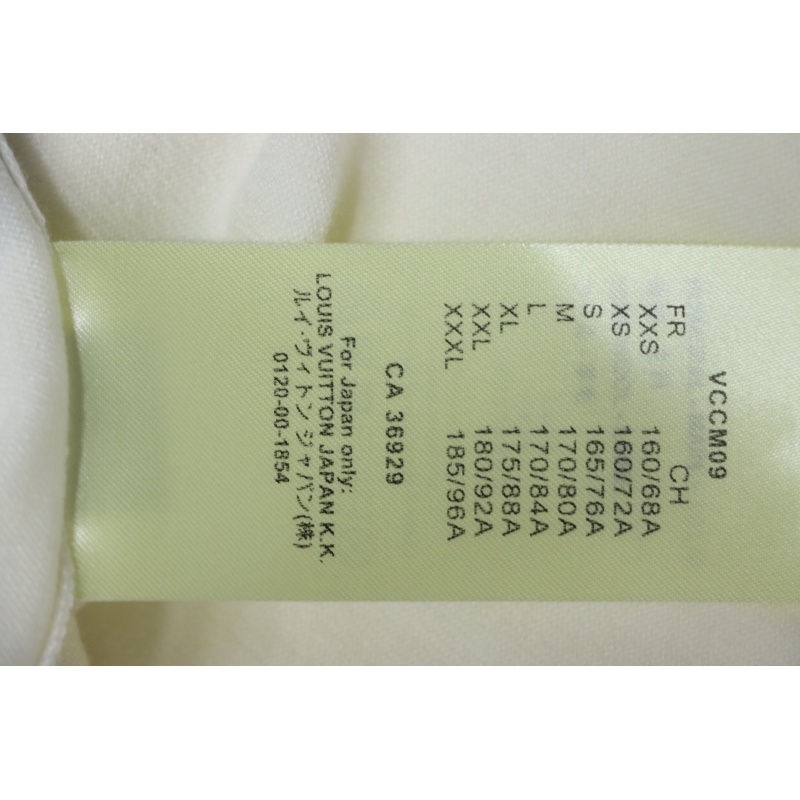 VCCM09
FR CH
XXS 160/68A
XS 160/72A
S 165/76A
M 170/80A
L 170/84A
XL 175/88A
XXL 180/92A
XXXL 185/96A
CA 36929
For Japan only:
LOUIS VUITTON JAPAN K.K.
ルイ・ヴィトン ジャパン(株)
0120-00-1854